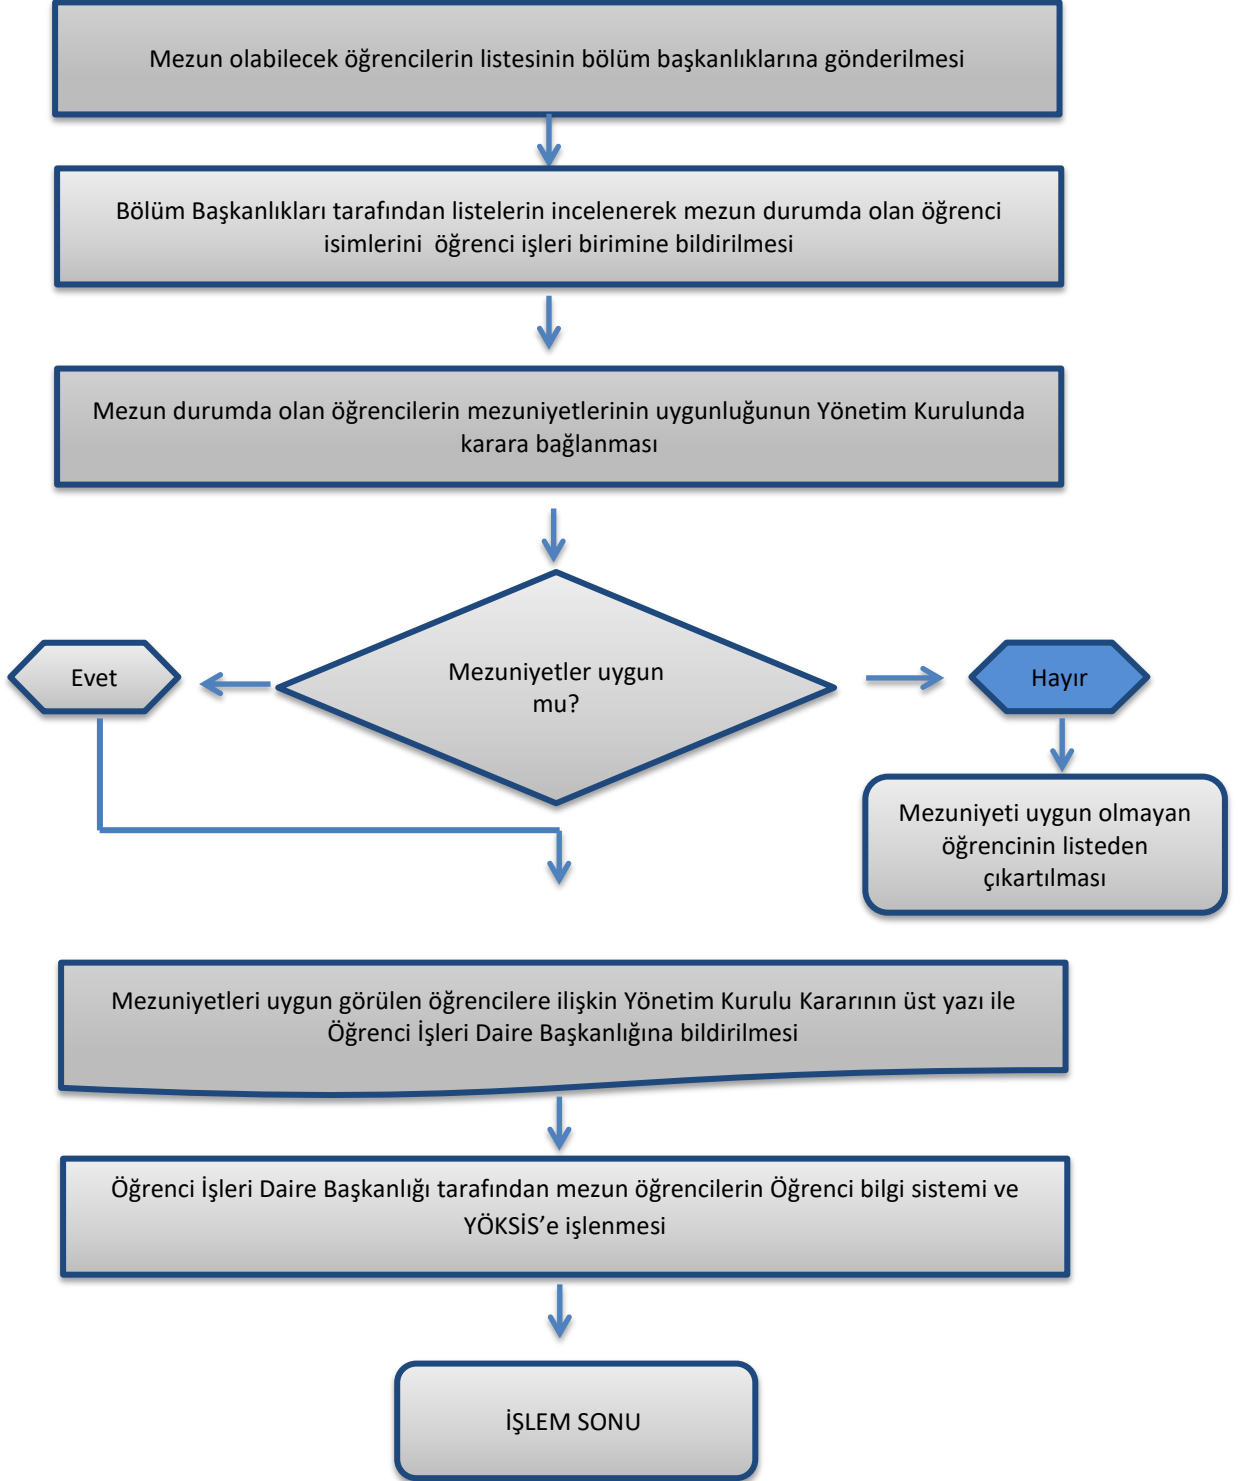 Mezun olabilecek öğrencilerin listesinin bölüm başkanlıklarına gönderilmesi
Bölüm Başkanlıkları tarafından listelerin incelenerek mezun durumda olan öğrenci
isimlerini öğrenci işleri birimine bildirilmesi
Mezun durumda olan öğrencilerin mezuniyetlerinin uygunluğunun Yönetim Kurulunda
karara bağlanması
Mezuniyetler uygun
mu?
Evet
Hayır
Mezuniyeti uygun olmayan
öğrencinin listeden
çıkartılması
Mezuniyetleri uygun görülen öğrencilere ilişkin Yönetim Kurulu Kararının üst yazı ile
Öğrenci İşleri Daire Başkanlığına bildirilmesi
Öğrenci İşleri Daire Başkanlığı tarafından mezun öğrencilerin Öğrenci bilgi sistemi ve
YÖKSİS’e işlenmesi
İŞLEM SONU